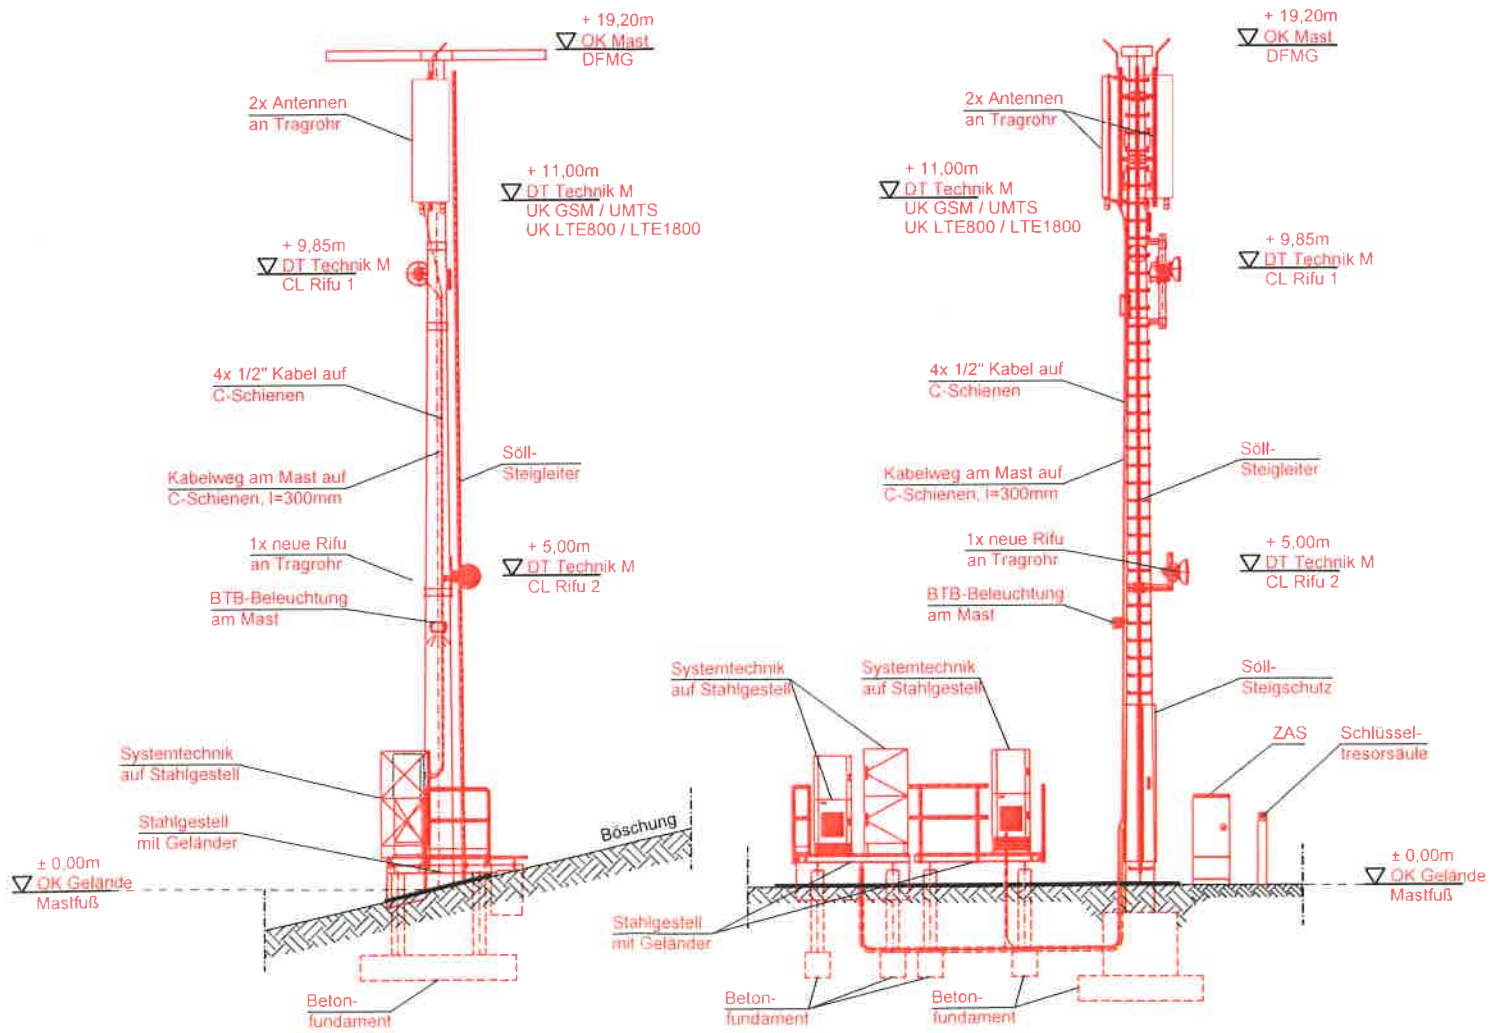 + 19,20m
OK Mast
DFMG
2x Antennen
an Tragrohr
+ 11,00m
DT Technik M
UK GSM / UMTS
UK LTE800 / LTE1800
+ 9,85m
DT Technik M
CL Rifu 1
4x 1/2" Kabel auf
C-Schienen
Söll-
Steigleiter
Kabelweg am Mast auf
C-Schienen, l=300mm
1x neue Rifu
an Tragrohr
+ 5,00m
DT Technik M
CL Rifu 2
BTB-Beleuchtung
am Mast
Systemtechnik
auf Stahlgestell
Stahlgestell
mit Geländer
Böschung
± 0,00m
OK Gelände
Mastfuß
Beton-
fundament
+ 19,20m
OK Mast
DFMG
2x Antennen
an Tragrohr
+ 11,00m
DT Technik M
UK GSM / UMTS
UK LTE800 / LTE1800
+ 9,85m
DT Technik M
CL Rifu 1
4x 1/2" Kabel auf
C-Schienen
Kabelweg am Mast auf
C-Schienen, l=300mm
Söll-
Steigleiter
1x neue Rifu
an Tragrohr
+ 5,00m
DT Technik M
CL Rifu 2
BTB-Beleuchtung
am Mast
Systemtechnik
auf Stahlgestell
Systemtechnik
auf Stahlgestell
Söll-
Steigschutz
ZAS
Schlüssel-
tresorsäule
± 0,00m
OK Gelände
Mastfuß
Stahlgestell
mit Geländer
Beton-
fundament
Beton-
fundament